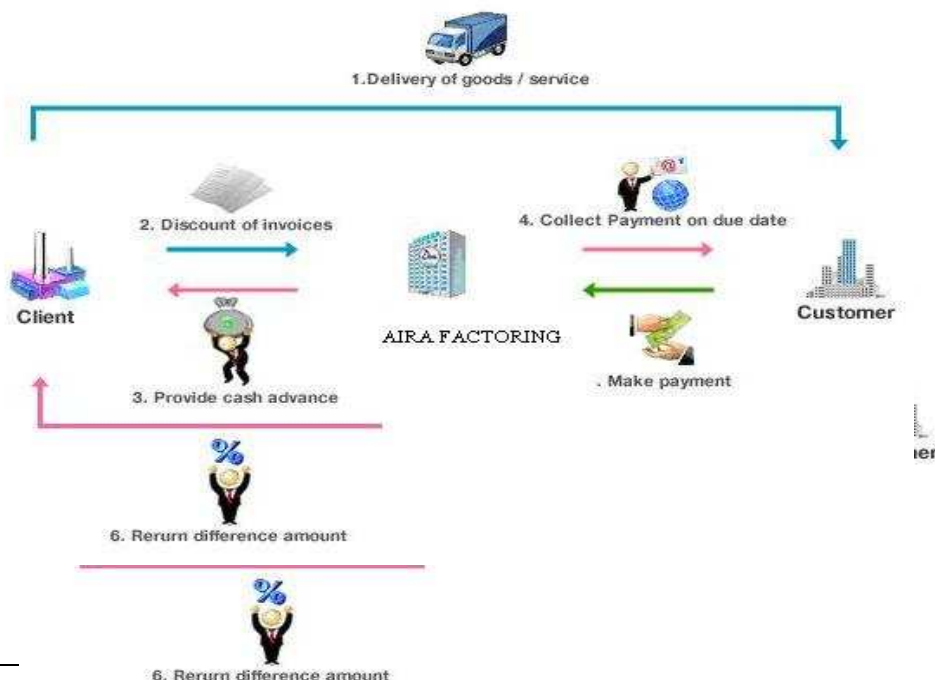 1.Delivery of goods / service
2. Discount of invoices
4. Collect Payment on due date
Client
AIRA FACTORING
Customer
3. Provide cash advance
. Make payment
ner
6. Rerurn difference amount
6. Rerurn difference amount